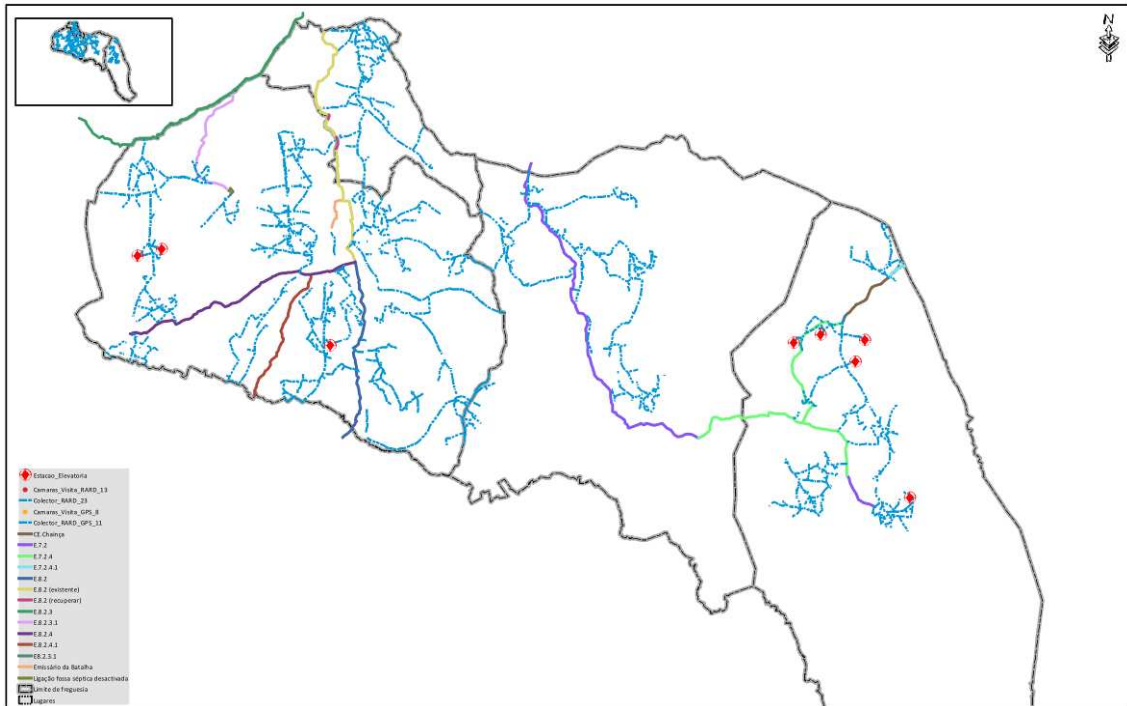 N
Estacao_Elevatoria
Camaras_Visita_RARD_13
Colector_RARD_23
Camaras_Visita_GPS_8
Colector_RARD_GPS_11
CE.Chainça
E.7.2
E.7.2.4
E.7.2.4.1
E.8.2
E.8.2 (existente)
E.8.2 (recuperar)
E.8.2.3
E.8.2.3.1
E.8.2.4
E.8.2.4.1
E8.2.3.1
Emissário da Batalha
Ligação fossa séptica desactivada
Limite de freguesia
Lugares